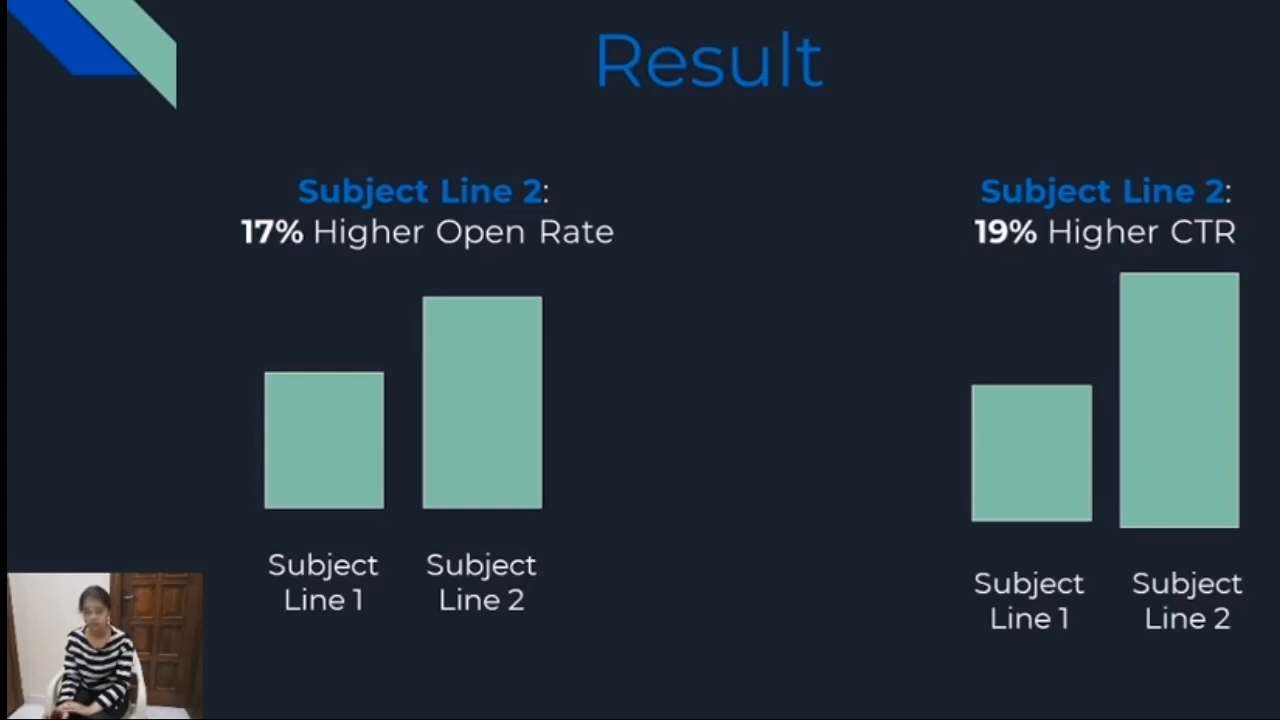 Result
Subject Line 2:
17% Higher Open Rate
Subject Line 2:
19% Higher CTR
Subject
Line 1
Subject
Line 2
Subject
Line 1
Subject
Line 2